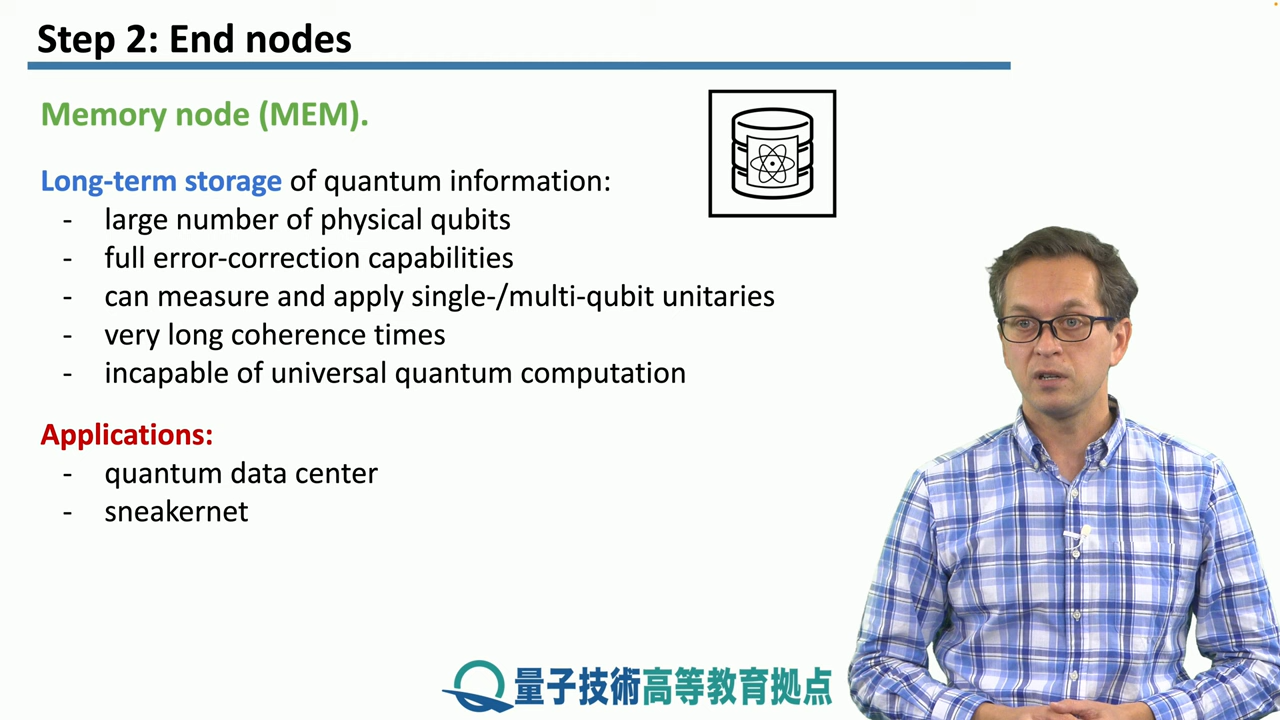 Step 2: End nodes
Memory node (MEM).
Long-term storage of quantum information:
- large number of physical qubits
- full error-correction capabilities
- can measure and apply single-/multi-qubit unitaries
- very long coherence times
- incapable of universal quantum computation
Applications:
- quantum data center
- sneakernet
量子技術高等教育拠点